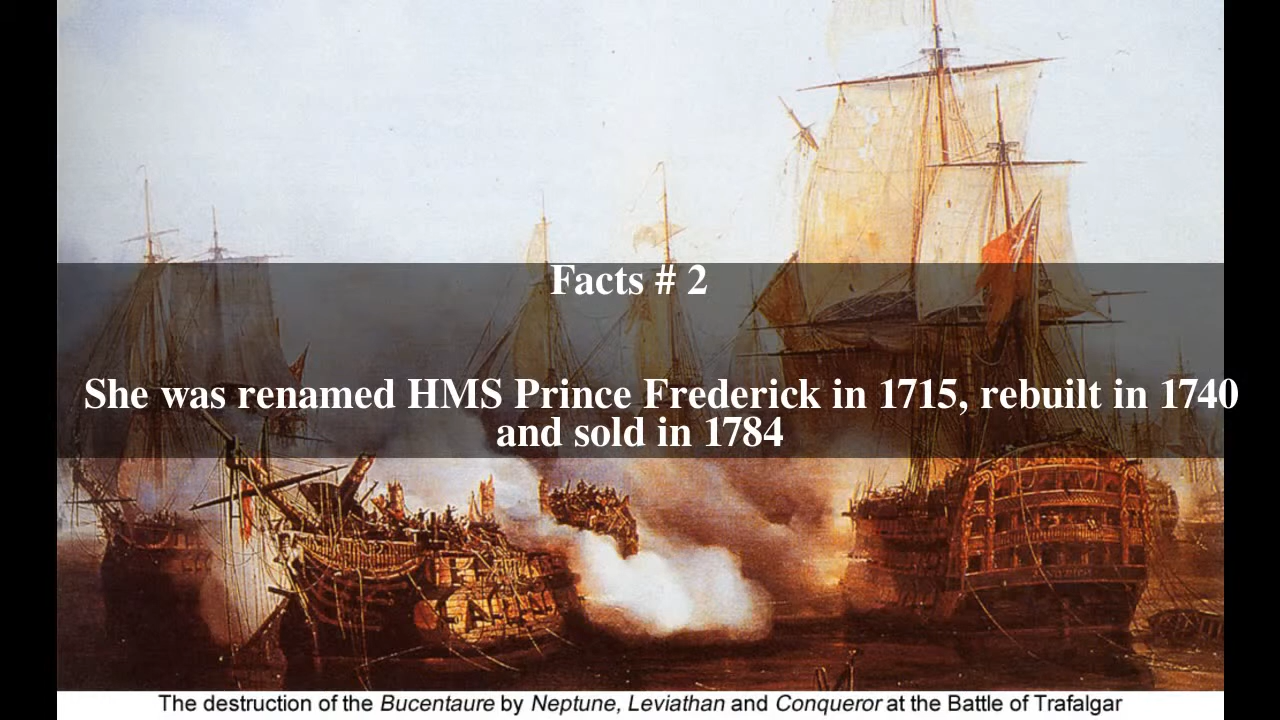 Facts # 2
She was renamed HMS Prince Frederick in 1715, rebuilt in 1740
and sold in 1784
The destruction of the Bucentaure by Neptune, Leviathan and Conqueror at the Battle of Trafalgar